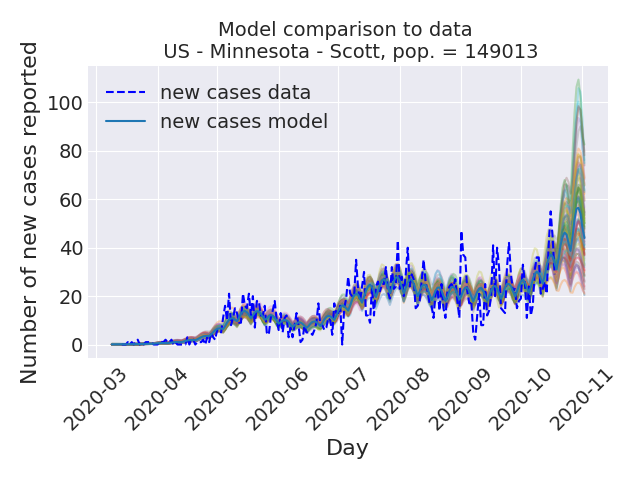 Model comparison to data
US - Minnesota - Scott, pop. = 149013
Number of new cases reported
100
80
60
40
20
0
new cases data
new cases model
2020-03
2020-04
2020-05
2020-06
2020-07
2020-08
2020-09
2020-10
2020-11
Day